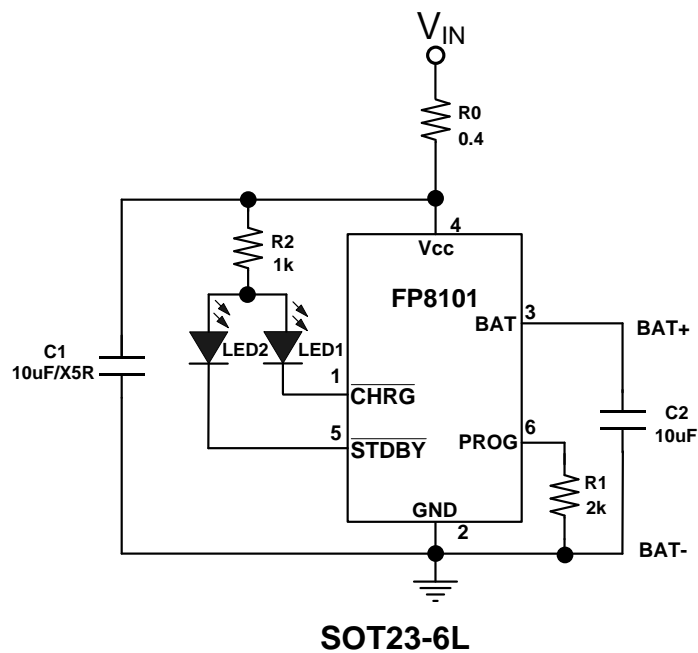 VIN
R0
0.4
4
Vcc
R2
1k
FP8101
3
BAT
BAT+
LED2
LED1
C1
10uF/X5R
1
CHRG
C2
10uF
5
STDBY
6
PROG
R1
2k
GND
2
BAT-
SOT23-6L